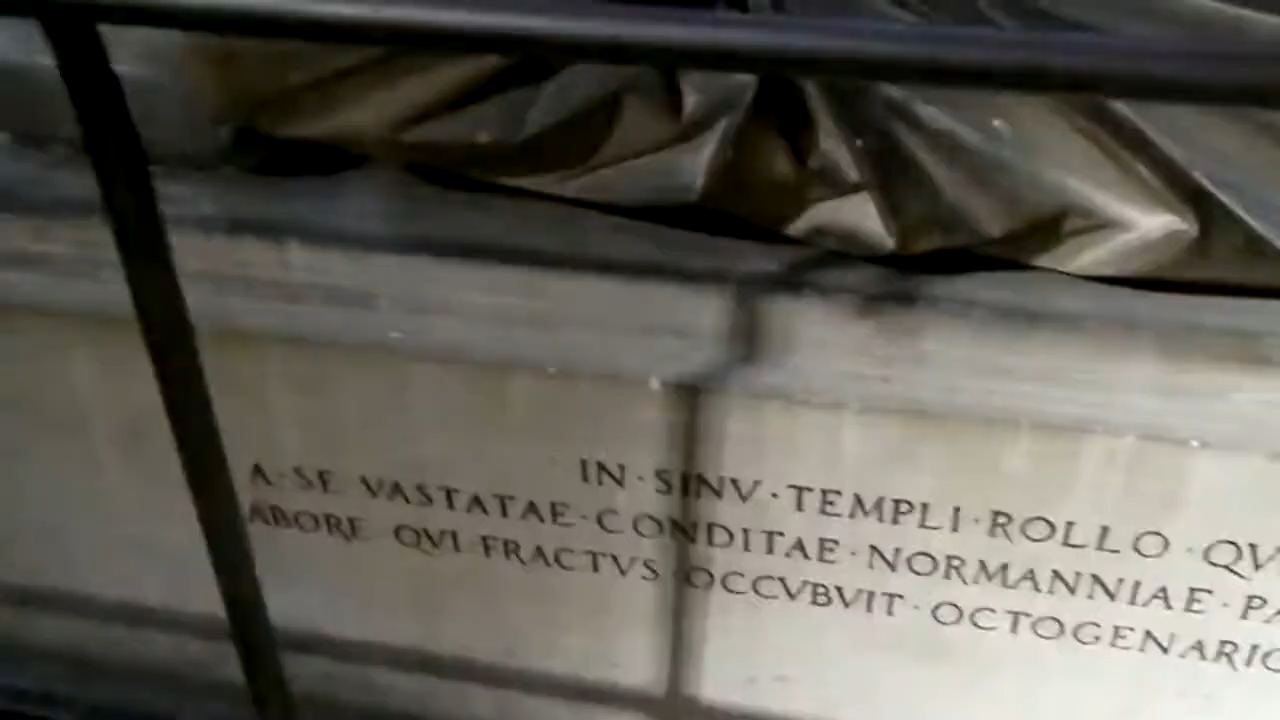 IN·SINV·TEMPLI·ROLLO·QV
A·SE VASTATAE·CONDITAE·NORMANNIAE·PA
ABORE QVI FRACTVS OCCVBVIT·OCTOGENARIO